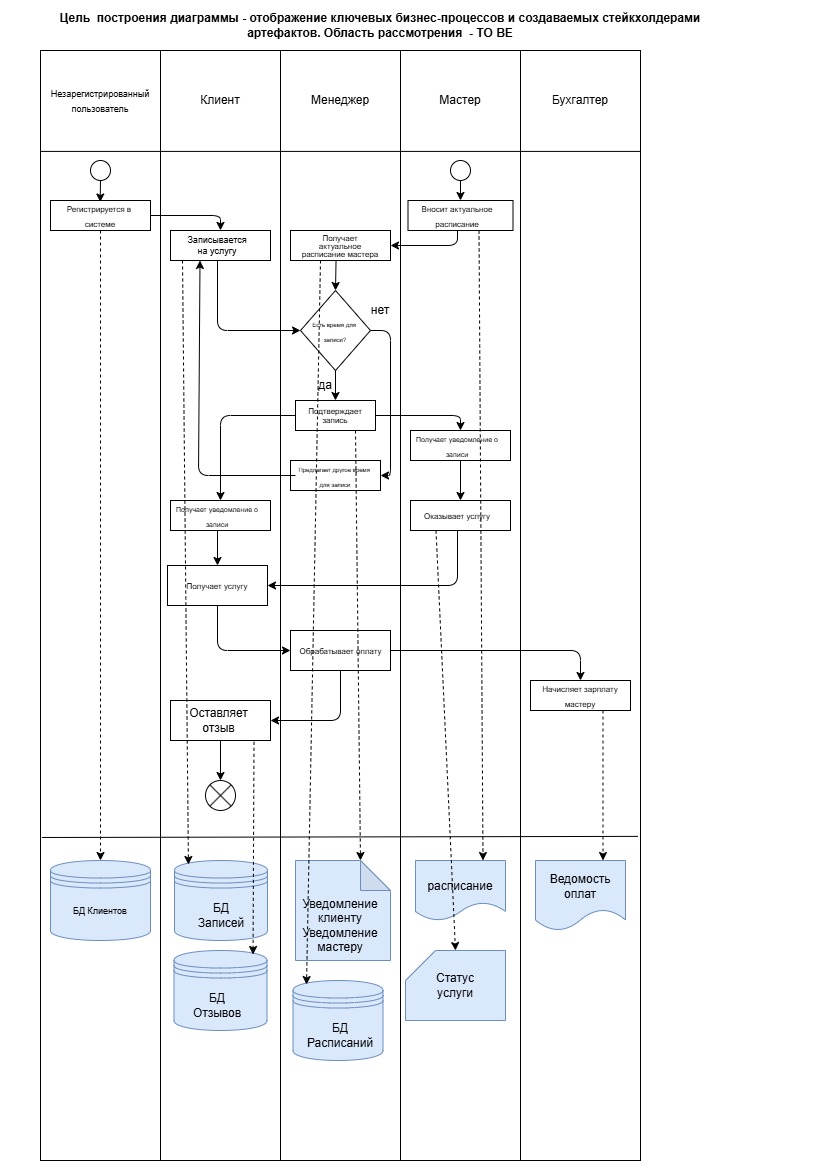 Цель  построения диаграммы - отображение ключевых бизнес-процессов и создаваемых стейкхолдерами
артефактов. Область рассмотрения  - TO BE
Незарегистрированный
пользователь
Клиент
Менеджер
Мастер
Бухгалтер
Регистрируется в
системе
Вносит актуальное
расписание
Записывается
на услугу
Получает
актуальное
расписание мастера
нет
Есть время для
записи?
да
Подтверждает
запись
Получает уведомление о
записи
Предлагает другое время
для записи
Получает уведомление о
записи
Оказывает услугу
Получает услугу
Обрабатывает оплату
Начисляет зарплату
мастеру
Оставляет
отзыв
БД Клиентов
БД
Записей
Уведомление
клиенту
Уведомление
мастеру
расписание
Ведомость
оплат
БД
Отзывов
БД
Расписаний
Статус
услуги